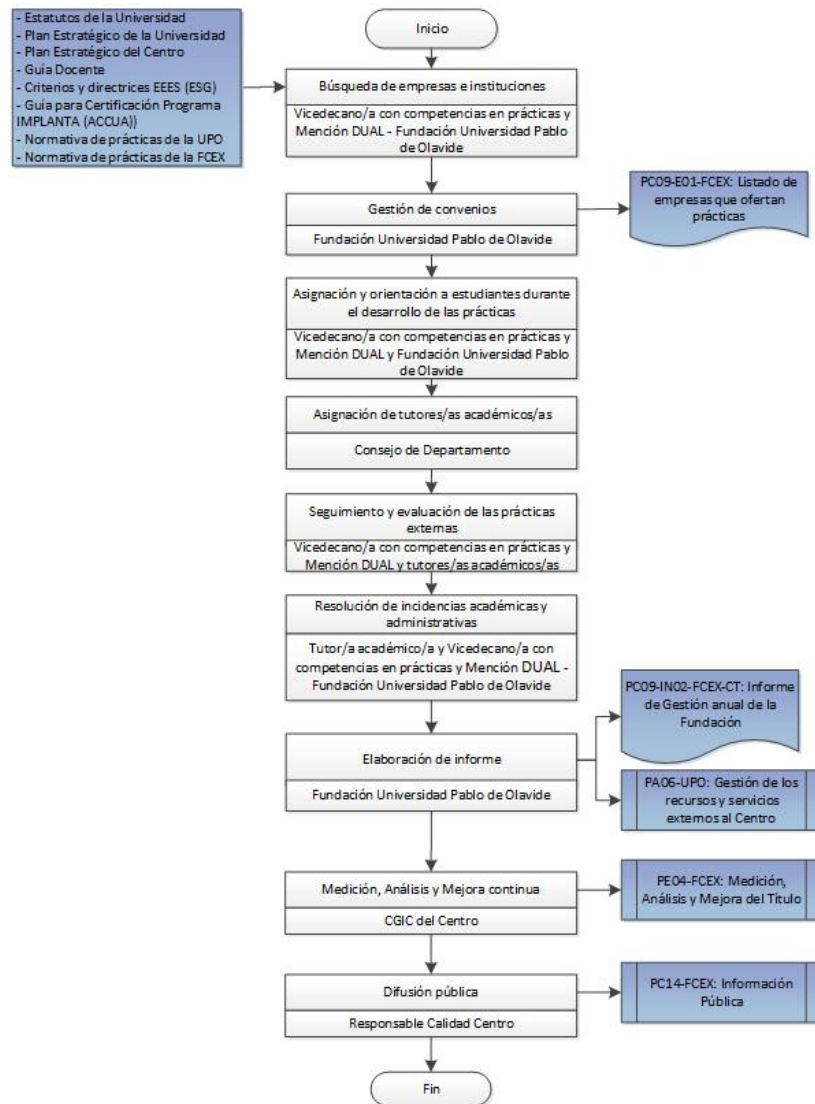 - Estatutos de la Universidad
- Plan Estratégico de la Universidad
- Plan Estratégico del Centro
- Guía Docente
- Criterios y directrices EEES (ESG)
- Guía para Certificación Programa
IMPLANTA (ACCUA))
- Normativa de prácticas de la UPO
- Normativa de prácticas de la FCEX
Inicio
Búsqueda de empresas e instituciones
Vicedecano/a con competencias en prácticas y
Mención DUAL - Fundación Universidad Pablo
de Olavide
Gestión de convenios
Fundación Universidad Pablo de Olavide
PC09-E01-FCEX: Listado de
empresas que ofertan
prácticas
Asignación y orientación a estudiantes durante
el desarrollo de las prácticas
Vicedecano/a con competencias en prácticas y
Mención DUAL y Fundación Universidad Pablo
de Olavide
Asignación de tutores/as académicos/as
Consejo de Departamento
Seguimiento y evaluación de las prácticas
externas
Vicedecano/a con competencias en prácticas y
Mención DUAL y tutores/as académicos/as
Resolución de incidencias académicas y
administrativas
Tutor/a académico/a y Vicedecano/a con
competencias en prácticas y Mención DUAL -
Fundación Universidad Pablo de Olavide
Elaboración de informe
Fundación Universidad Pablo de Olavide
PC09-IN02-FCEX-CT: Informe
de Gestión anual de la
Fundación
PA06-UPO: Gestión de los
recursos y servicios
externos al Centro
Medición, Análisis y Mejora continua
CGIC del Centro
PE04-FCEX: Medición,
Análisis y Mejora del Título
Difusión pública
Responsable Calidad Centro
PC14-FCEX: Información
Pública
Fin